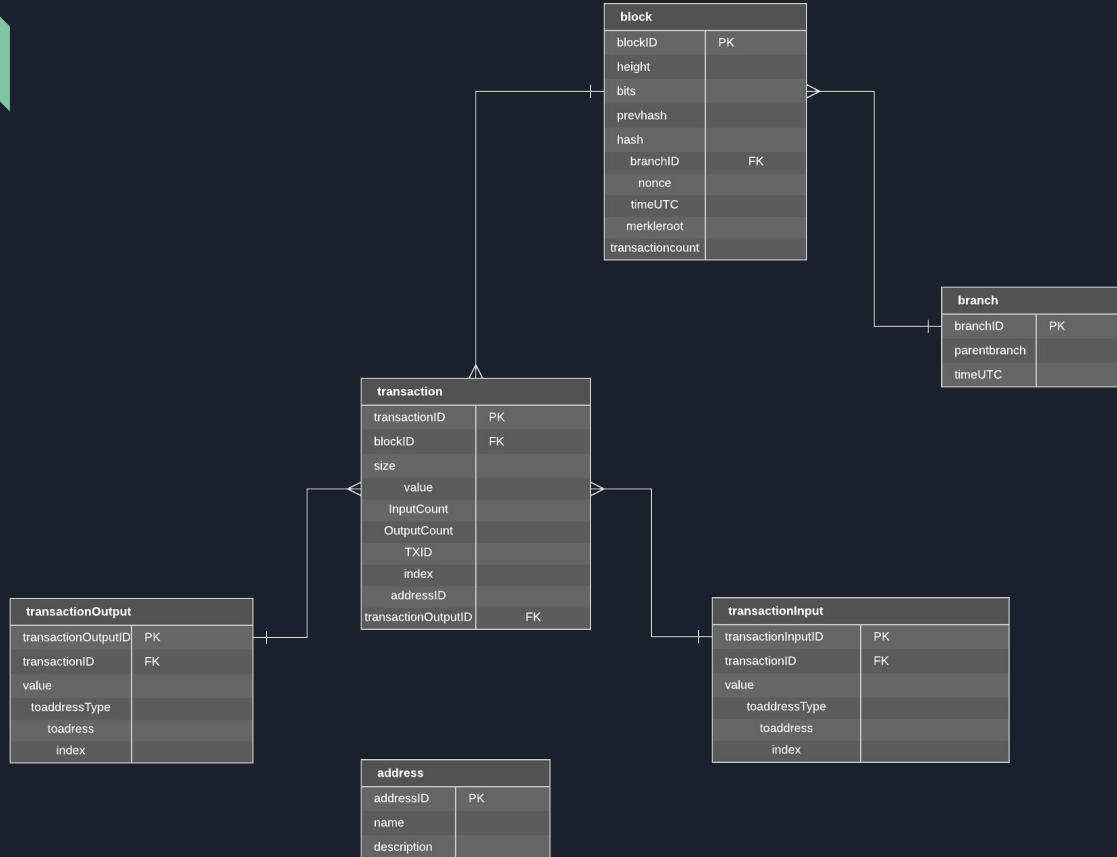 block
blockID PK
height
bits
prevhash
hash
branchID FK
nonce
timeUTC
merkleroot
transactioncount
branch
branchID PK
parentbranch
timeUTC
transaction
transactionID PK
blockID FK
size
value
InputCount
OutputCount
TXID
index
addressID
transactionOutputID FK
transactionOutput
transactionOutputID PK
transactionID FK
value
toaddressType
toadress
index
transactionInput
transactionInputID PK
transactionID FK
value
toaddressType
toaddress
index
address
addressID PK
name
description